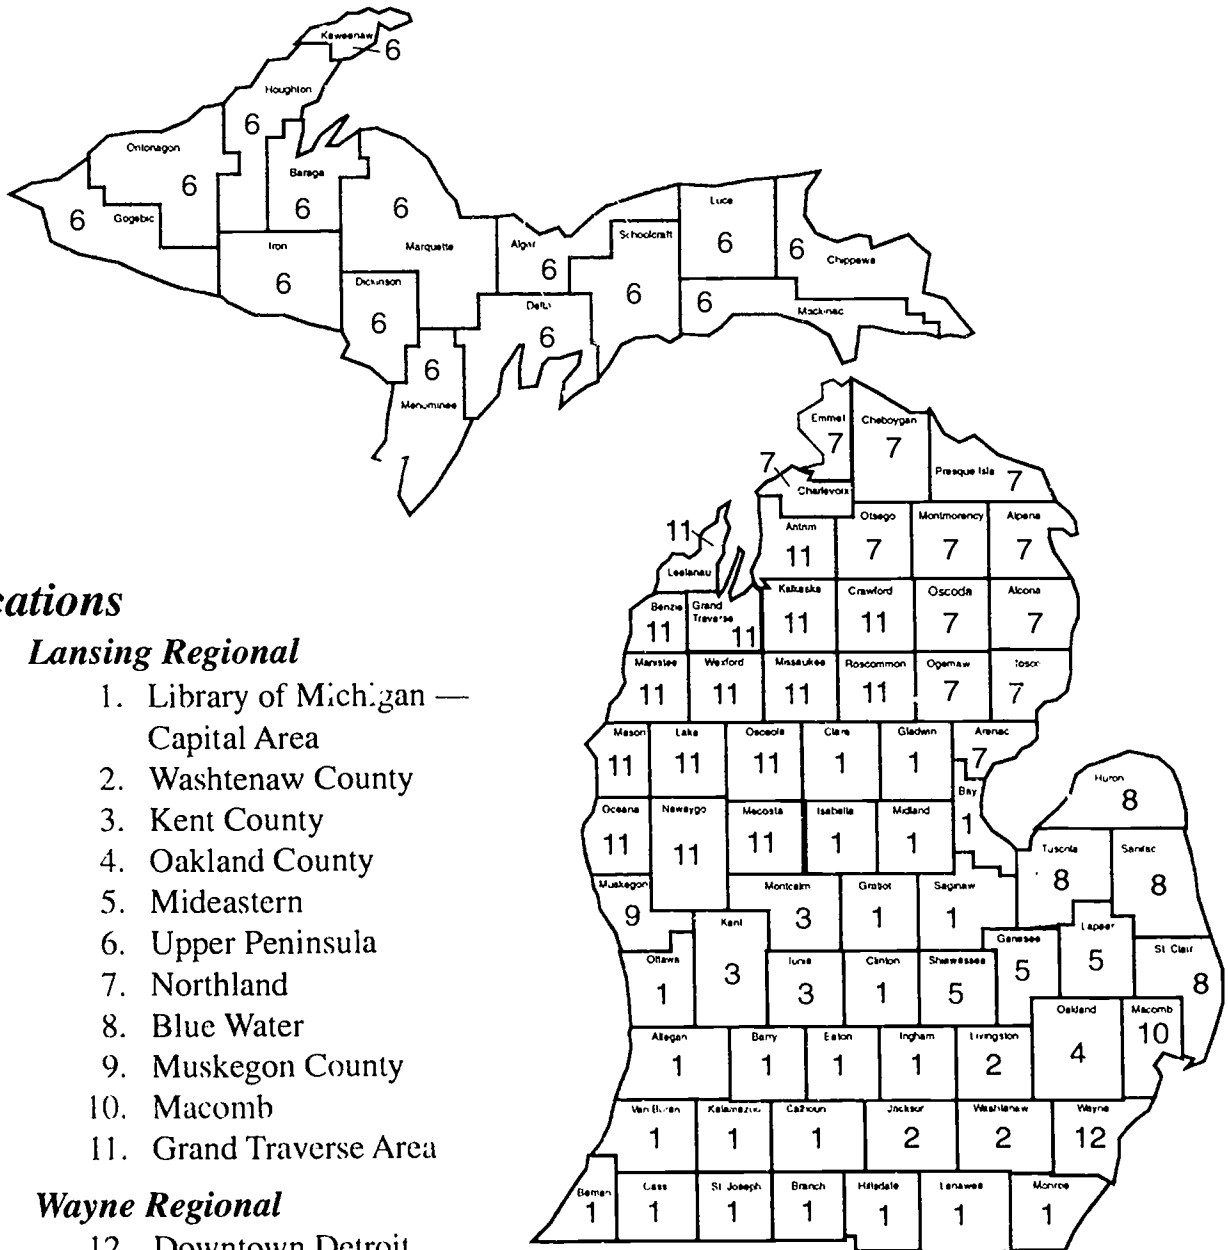 Keweenaw
6
Houghton
6
Ontonagon
6
Baraga
6
6
Gogebic
6
Marquette
Iron
6
Dickinson
6
Alger
6
Schoolcraft
6
Luce
6
6
Chippewa
6
Mackinac
Delta
6
6
Menominee
Emmet
7
Cheboygan
7
Presque Isle 7
7
Charlevoix
Antrim
11
Otsego
7
Montmorency
7
Alpena
7
11
Leelanau
Benzie
11
Grand
Traverse
11
Kalkaska
11
Crawford
11
Oscoda
7
Alcona
7
Manistee
11
Wexford
11
Missaukee
11
Roscommon
11
Ogemaw
7
Iosco
7
Mason
11
Lake
11
Osceola
11
Clare
1
Gladwin
1
Arenac
7
Huron
8
Oceana
11
Newaygo
11
Mecosta
11
Isabella
1
Midland
1
Bay
1
Tuscola
8
Sanilac
8
Muskegon
9
Montcalm
3
Gratiot
1
Saginaw
1
Kent
3
Genesee
5
Lapeer
5
St Clair
8
Ottawa
1
Ionia
3
Clinton
1
Shiawassee
5
Oakland
4
Macomb
10
Allegan
1
Barry
1
Eaton
1
Ingham
1
Livingston
2
Van Buren
1
Kalamazoo
1
Calhoun
1
Jackson
2
Washtenaw
2
Wayne
12
Berrien
1
Cass
1
St Joseph
1
Branch
1
Hillsdale
1
Lenawee
1
Monroe
1
cations
Lansing Regional
1. Library of Michigan —
Capital Area
2. Washtenaw County
3. Kent County
4. Oakland County
5. Mideastern
6. Upper Peninsula
7. Northland
8. Blue Water
9. Muskegon County
10. Macomb
11. Grand Traverse Area
Wayne Regional
12. Downtown Detroit